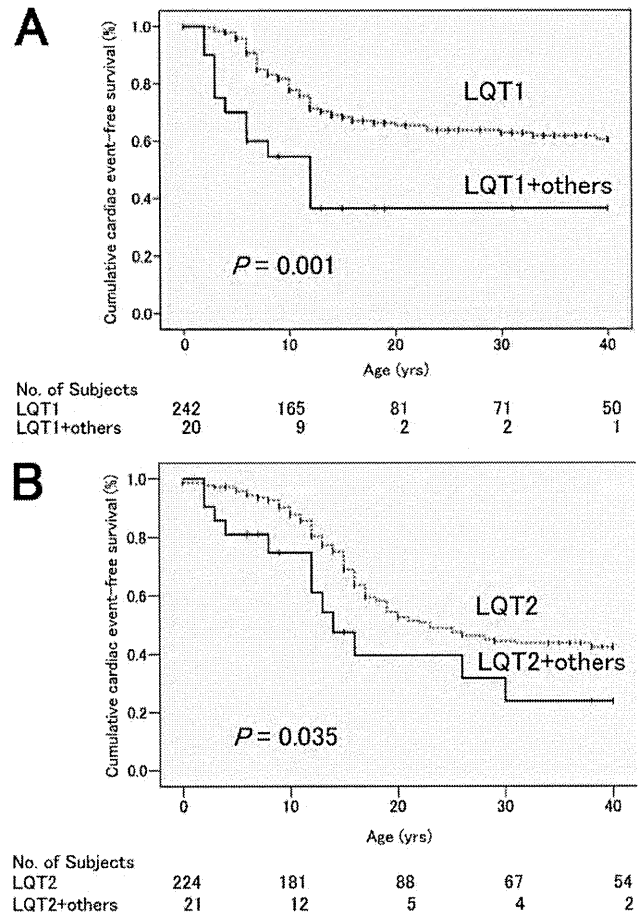 A
Cumulative cardiac event-free survival (%)
1.0
0.8
0.6
0.4
0.2
0.0
LQT1
LQT1+others
P = 0.001
0 10 20 30 40
Age (yrs)
No. of Subjects
LQT1 242 165 81 71 50
LQT1+others 20 9 2 2 1
B
Cumulative cardiac event-free survival (%)
1.0
0.8
0.6
0.4
0.2
0.0
LQT2
LQT2+others
P = 0.035
0 10 20 30 40
Age (yrs)
No. of Subjects
LQT2 224 181 88 67 54
LQT2+others 21 12 5 4 2